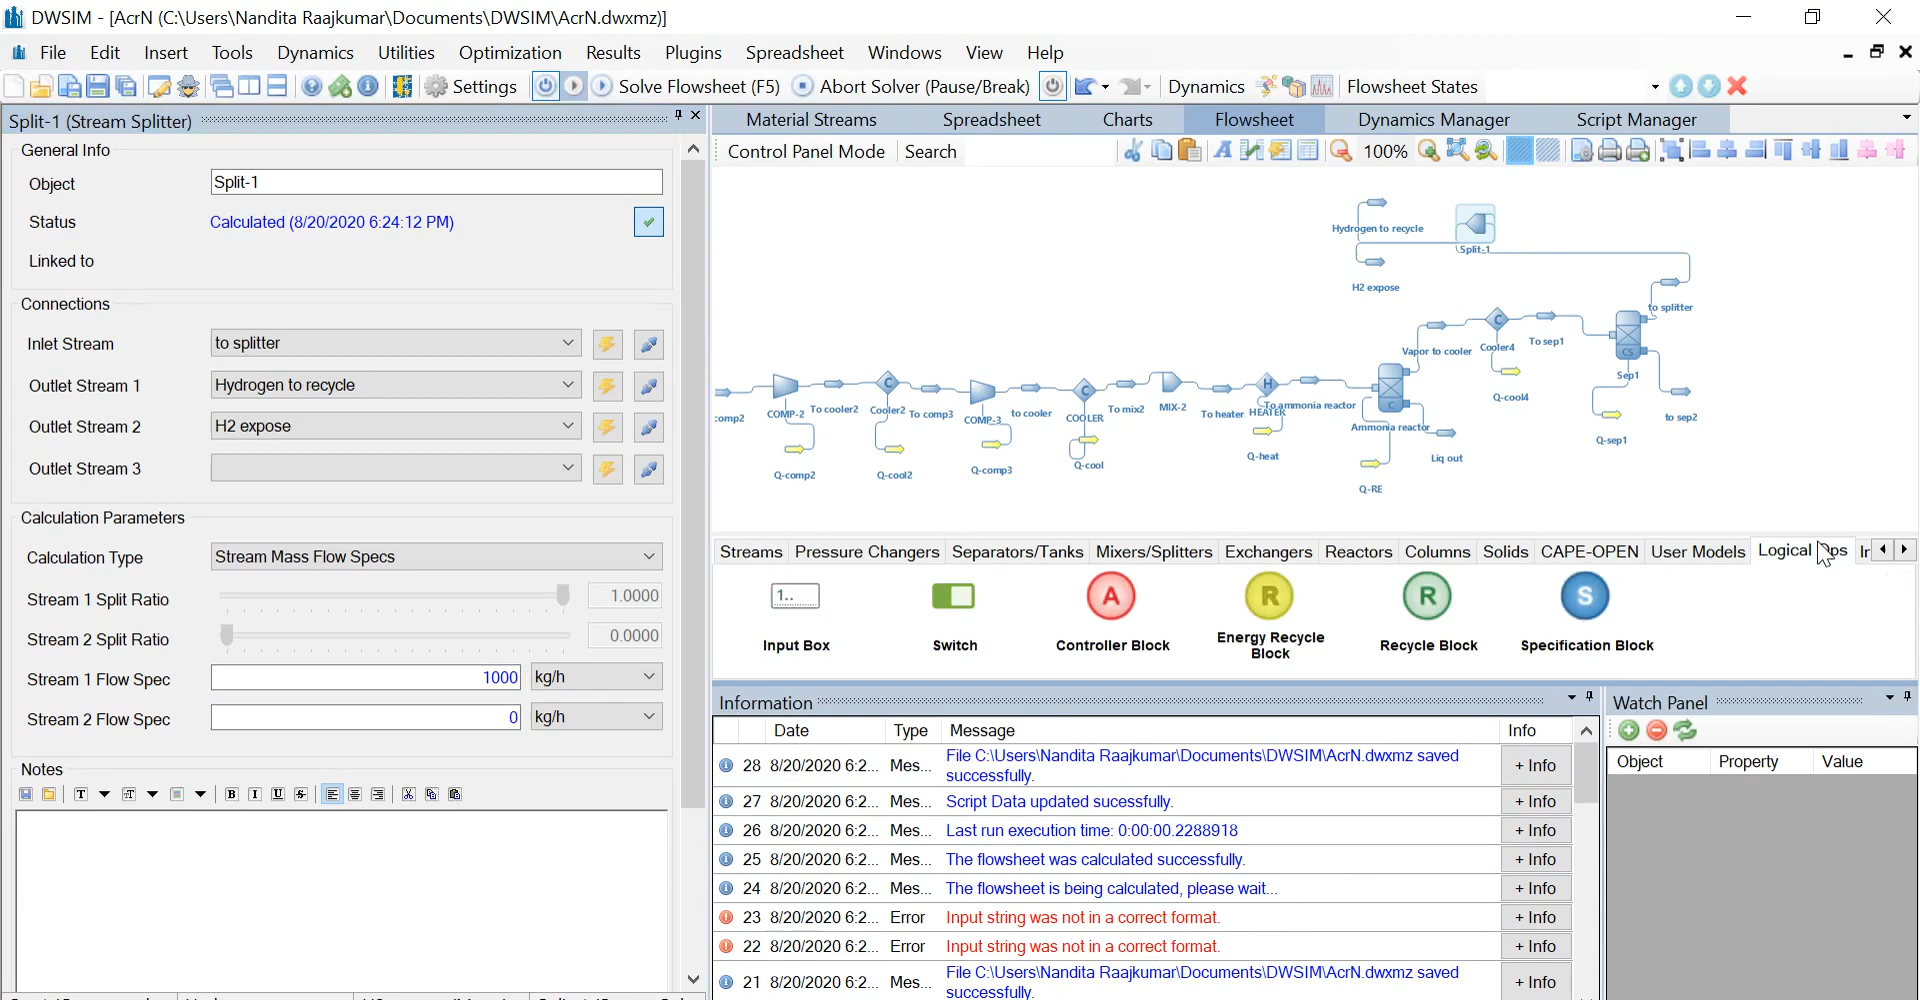 DWSIM - [AcrN (C:\Users\Nandita Raajkumar\Documents\DWSIM\AcrN.dwxmz)]
File Edit Insert Tools Dynamics Utilities Optimization Results Plugins Spreadsheet Windows View Help
Settings Solve Flowsheet (F5) Abort Solver (Pause/Break) Dynamics Flowsheet States
Split-1 (Stream Splitter)
General Info
Object Split-1
Status Calculated (8/20/2020 6:24:12 PM)
Linked to
Connections
Inlet Stream to splitter
Outlet Stream 1 Hydrogen to recycle
Outlet Stream 2 H2 expose
Outlet Stream 3
Calculation Parameters
Calculation Type Stream Mass Flow Specs
Stream 1 Split Ratio 1.0000
Stream 2 Split Ratio 0.0000
Stream 1 Flow Spec 1000 kg/h
Stream 2 Flow Spec 0 kg/h
Notes
Material Streams Spreadsheet Charts Flowsheet Dynamics Manager Script Manager
Control Panel Mode Search 100%
Hydrogen to recycle Split-1
H2 expose
to splitter
Vapor to cooler Cooler4 To sep1
Sep1
CS
C
Q-cool4
comp2 COMP-2 To cooler2 Cooler2 To comp3 COMP-3 to cooler COOLER To mix2 MIX-2 To heater HEATER To ammonia reactor
C C H C
to sep2
Ammonia reactor
Q-sep1
Q-comp2 Q-cool2 Q-comp3 Q-cool Q-heat Liq out
Q-RE
Streams Pressure Changers Separators/Tanks Mixers/Splitters Exchangers Reactors Columns Solids CAPE-OPEN User Models Logical Ops Ir
1.. A R R S
Input Box Switch Controller Block Energy Recycle Block Recycle Block Specification Block
Information
Date Type Message Info
28 8/20/2020 6:2... Mes... File C:\Users\Nandita Raajkumar\Documents\DWSIM\AcrN.dwxmz saved + Info
successfully.
27 8/20/2020 6:2... Mes... Script Data updated sucessfully. + Info
26 8/20/2020 6:2... Mes... Last run execution time: 0:00:00.2288918 + Info
25 8/20/2020 6:2... Mes... The flowsheet was calculated successfully. + Info
24 8/20/2020 6:2... Mes... The flowsheet is being calculated, please wait... + Info
23 8/20/2020 6:2... Error Input string was not in a correct format. + Info
22 8/20/2020 6:2... Error Input string was not in a correct format. + Info
21 8/20/2020 6:2... Mes... File C:\Users\Nandita Raajkumar\Documents\DWSIM\AcrN.dwxmz saved + Info
successfully.
Watch Panel
Object Property Value